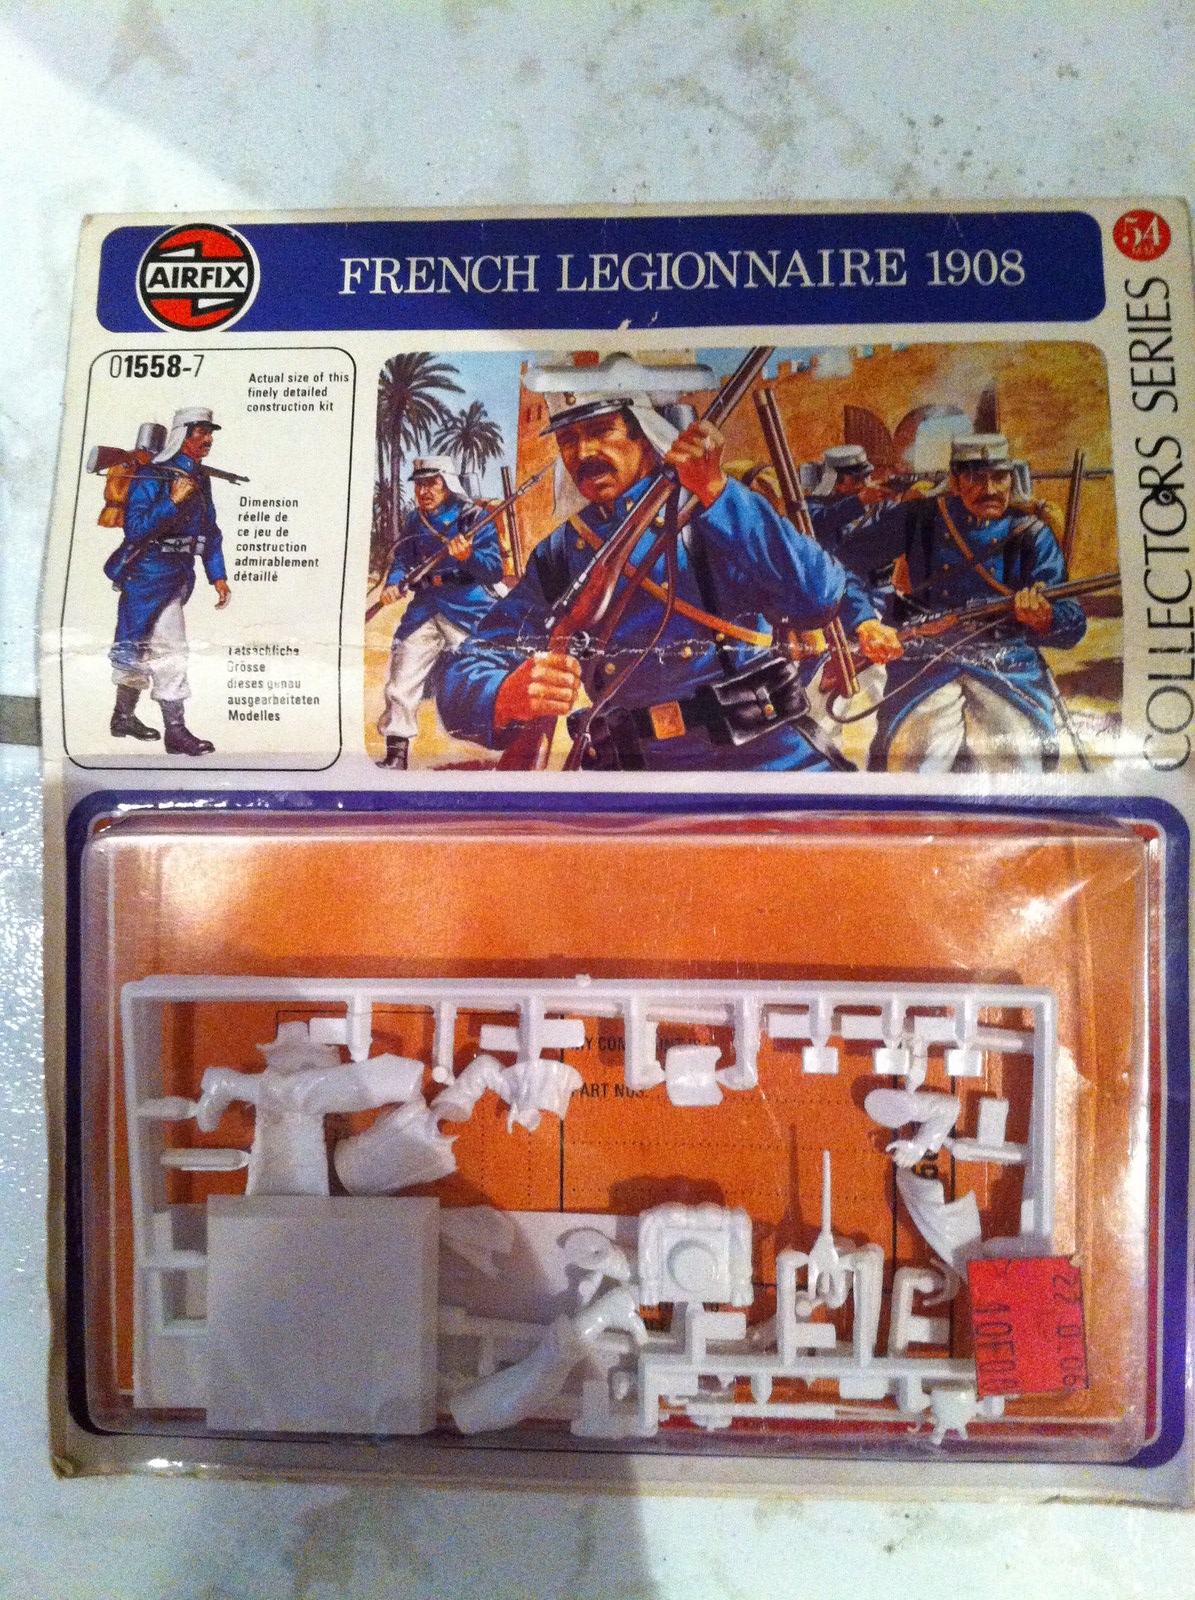 AIRFIX
FRENCH LEGIONNAIRE 1908
54
MM
COLLECTORS SERIES
01558-7
Actual size of this
finely detailed
construction kit
Dimension
réelle de
ce jeu de
construction
admirablement
détaillé
Tatsächliche
Grösse
dieses genau
ausgearbeiteten
Modelles
PART NOS.